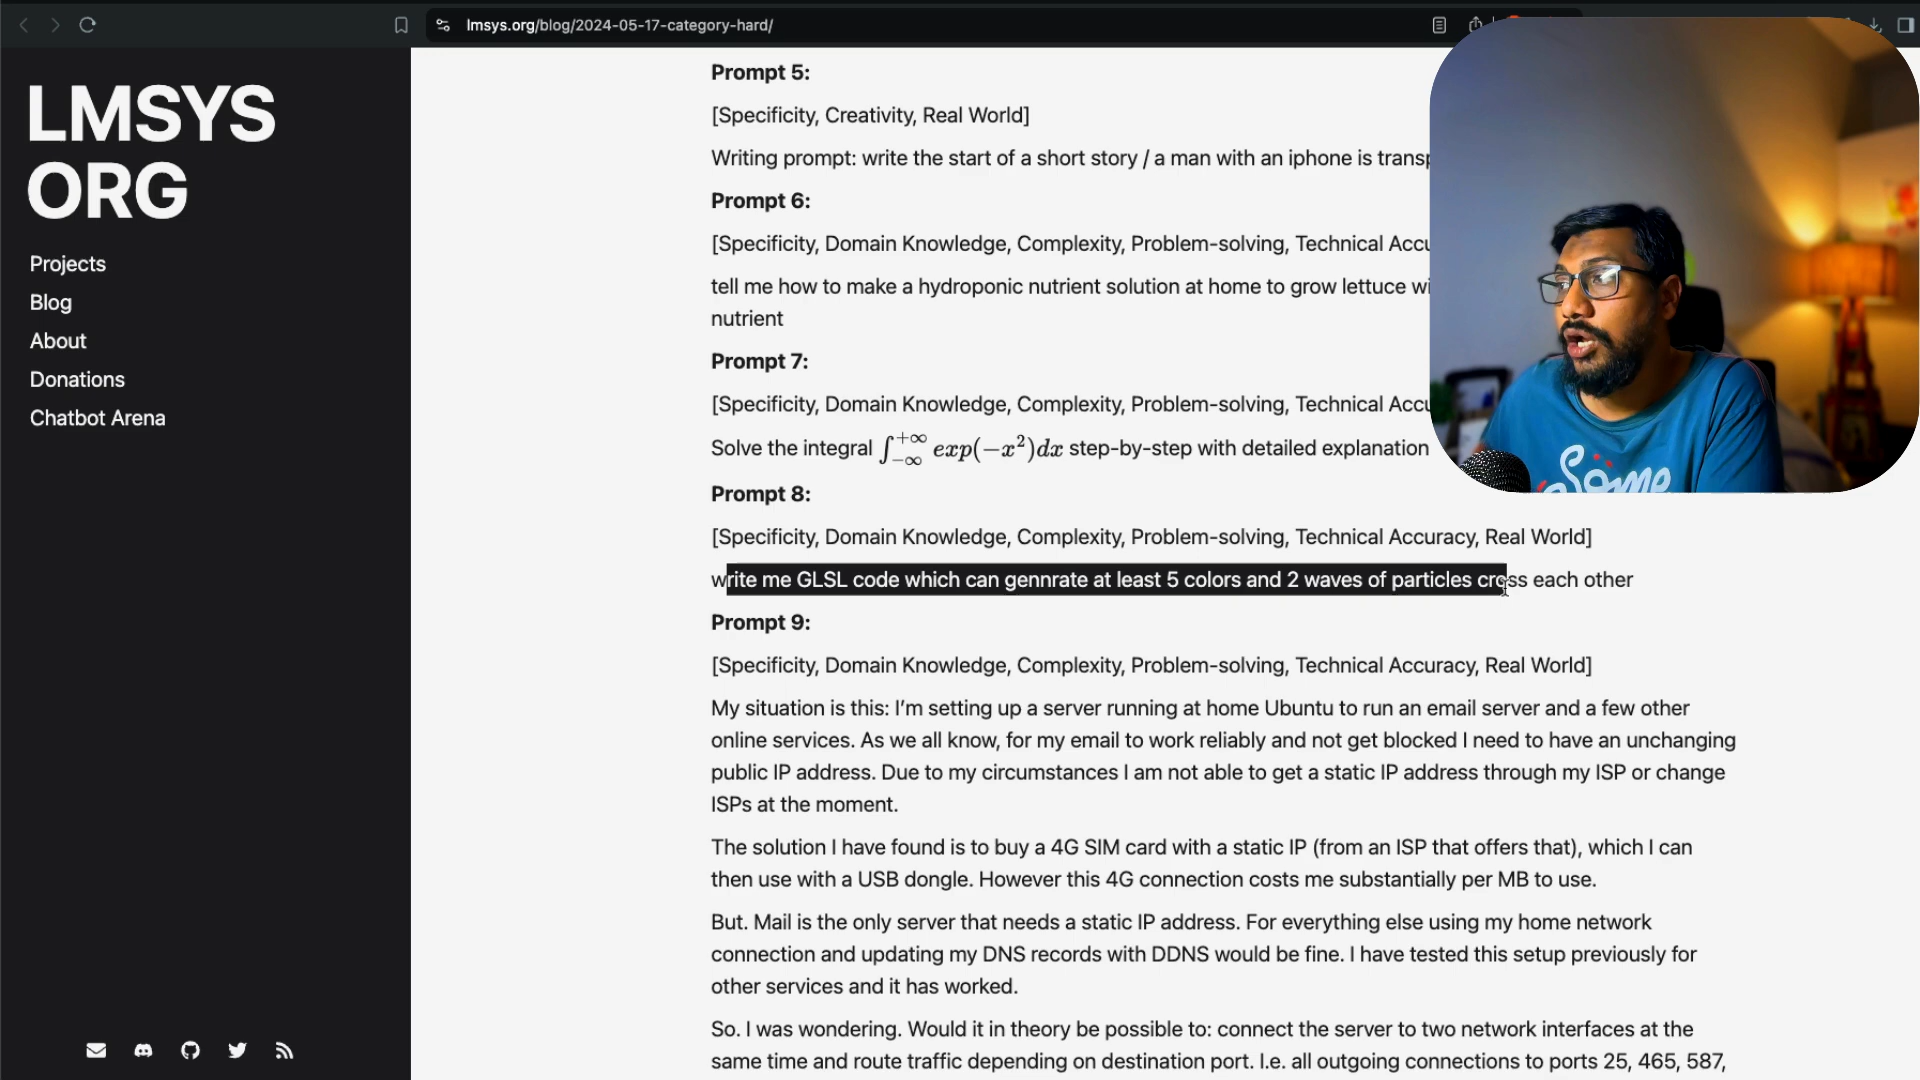 lmsys.org/blog/2024-05-17-category-hard/
LMSYS
ORG
Projects
Blog
About
Donations
Chatbot Arena
Prompt 5:
[Specificity, Creativity, Real World]
Writing prompt: write the start of a short story / a man with an iphone is transp
Prompt 6:
[Specificity, Domain Knowledge, Complexity, Problem-solving, Technical Accu
tell me how to make a hydroponic nutrient solution at home to grow lettuce wi
nutrient
Prompt 7:
[Specificity, Domain Knowledge, Complexity, Problem-solving, Technical Accu
Solve the integral ∫₋∞⁺∞ exp(−x²)dx step-by-step with detailed explanation
Some
Prompt 8:
[Specificity, Domain Knowledge, Complexity, Problem-solving, Technical Accuracy, Real World]
write me GLSL code which can gennrate at least 5 colors and 2 waves of particles cross each other
Prompt 9:
[Specificity, Domain Knowledge, Complexity, Problem-solving, Technical Accuracy, Real World]
My situation is this: I’m setting up a server running at home Ubuntu to run an email server and a few other
online services. As we all know, for my email to work reliably and not get blocked I need to have an unchanging
public IP address. Due to my circumstances I am not able to get a static IP address through my ISP or change
ISPs at the moment.
The solution I have found is to buy a 4G SIM card with a static IP (from an ISP that offers that), which I can
then use with a USB dongle. However this 4G connection costs me substantially per MB to use.
But. Mail is the only server that needs a static IP address. For everything else using my home network
connection and updating my DNS records with DDNS would be fine. I have tested this setup previously for
other services and it has worked.
So. I was wondering. Would it in theory be possible to: connect the server to two network interfaces at the
same time and route traffic depending on destination port. I.e. all outgoing connections to ports 25, 465, 587,